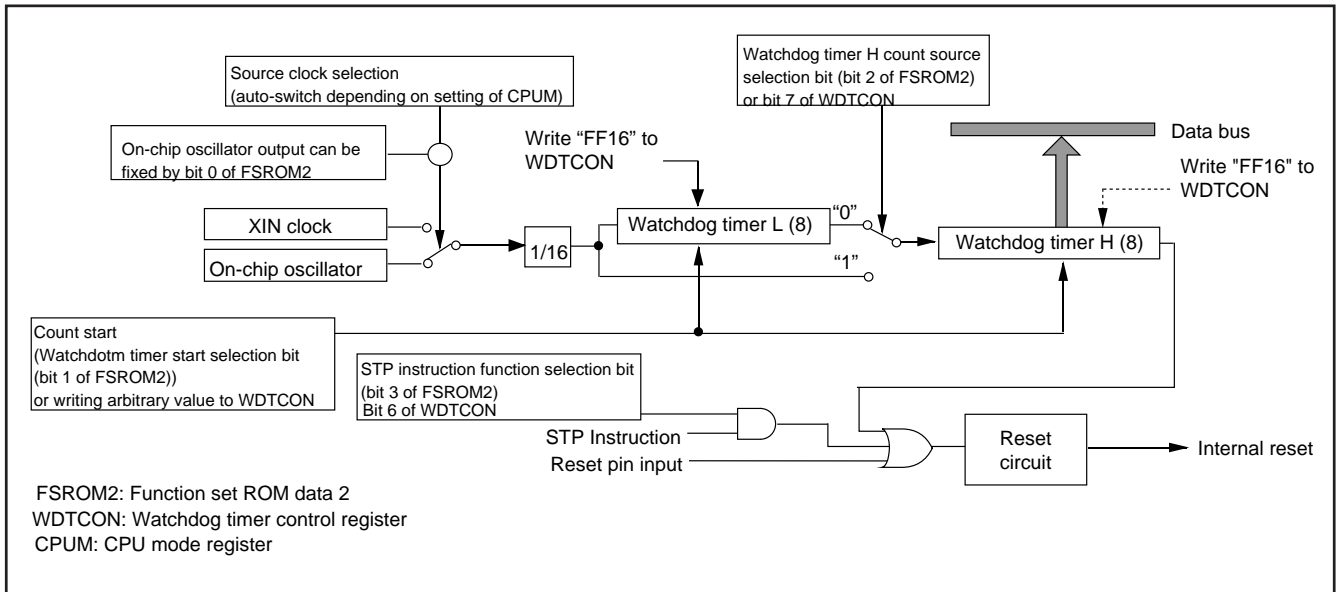 Source clock selection
(auto-switch depending on setting of CPUM)
Watchdog timer H count source
selection bit (bit 2 of FSROM2)
or bit 7 of WDTCON
On-chip oscillator output can be
fixed by bit 0 of FSROM2
Write “FF16” to
WDTCON
Data bus
Write "FF16" to
WDTCON
XIN clock
On-chip oscillator
1/16
Watchdog timer L (8)
“0”
“1”
Watchdog timer H (8)
Count start
(Watchdotm timer start selection bit
(bit 1 of FSROM2))
or writing arbitrary value to WDTCON
STP instruction function selection bit
(bit 3 of FSROM2)
Bit 6 of WDTCON
STP Instruction
Reset pin input
Reset
circuit
Internal reset
FSROM2: Function set ROM data 2
WDTCON: Watchdog timer control register
CPUM: CPU mode register